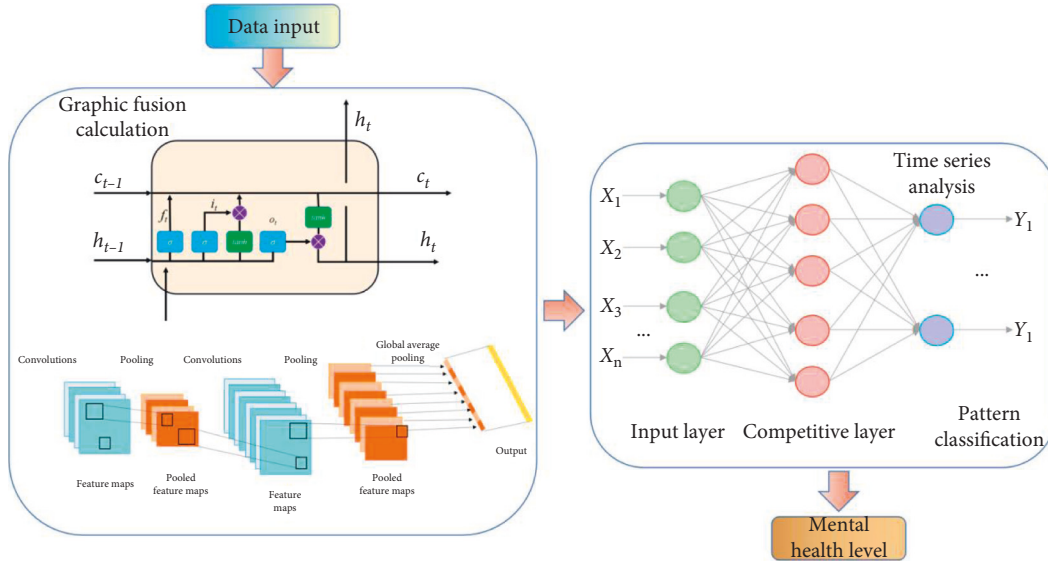 Data input
Graphic fusion
calculation
h_t
c_{t-1}
c_t
f_t
i_t
o_t
σ
σ
σ
h_{t-1}
h_t
Convolutions
Pooling
Convolutions
Pooling
Global average
pooling
Feature maps
Pooled
feature maps
Feature
maps
Pooled
feature maps
Output
Time series
analysis
X_1
X_2
X_3
...
X_n
Y_1
...
Y_1
Input layer
Competitive layer
Pattern
classification
Mental
health level